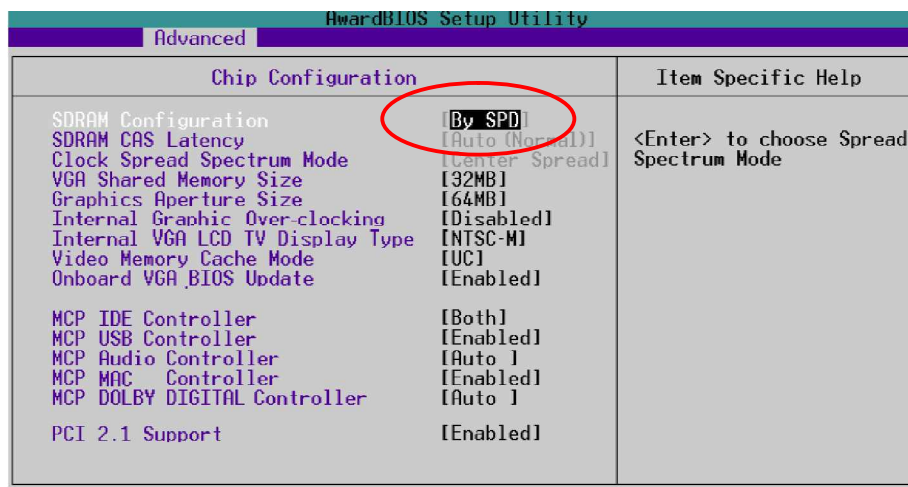 AwardBIOS Setup Utility
Advanced
Chip Configuration
Item Specific Help
SDRAM Configuration [By SPD]
SDRAM CAS Latency [Auto (Normal)]
Clock Spread Spectrum Mode [Center Spread]
VGA Shared Memory Size [32MB]
Graphics Aperture Size [64MB]
Internal Graphic Over-clocking [Disabled]
Internal VGA LCD TV Display Type [NTSC-M]
Video Memory Cache Mode [UC]
Onboard VGA BIOS Update [Enabled]
MCP IDE Controller [Both]
MCP USB Controller [Enabled]
MCP Audio Controller [Auto ]
MCP MAC Controller [Enabled]
MCP DOLBY DIGITAL Controller [Auto ]
PCI 2.1 Support [Enabled]
<Enter> to choose Spread
Spectrum Mode